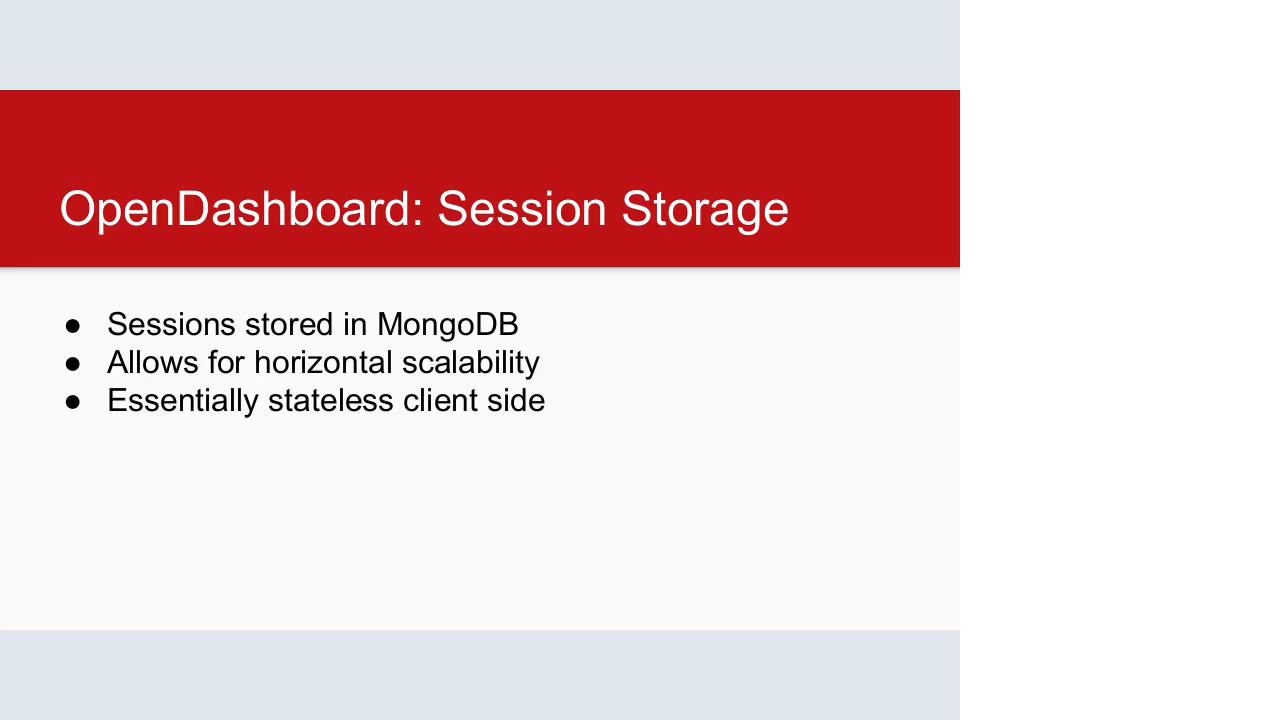 OpenDashboard: Session Storage
● Sessions stored in MongoDB
● Allows for horizontal scalability
● Essentially stateless client side